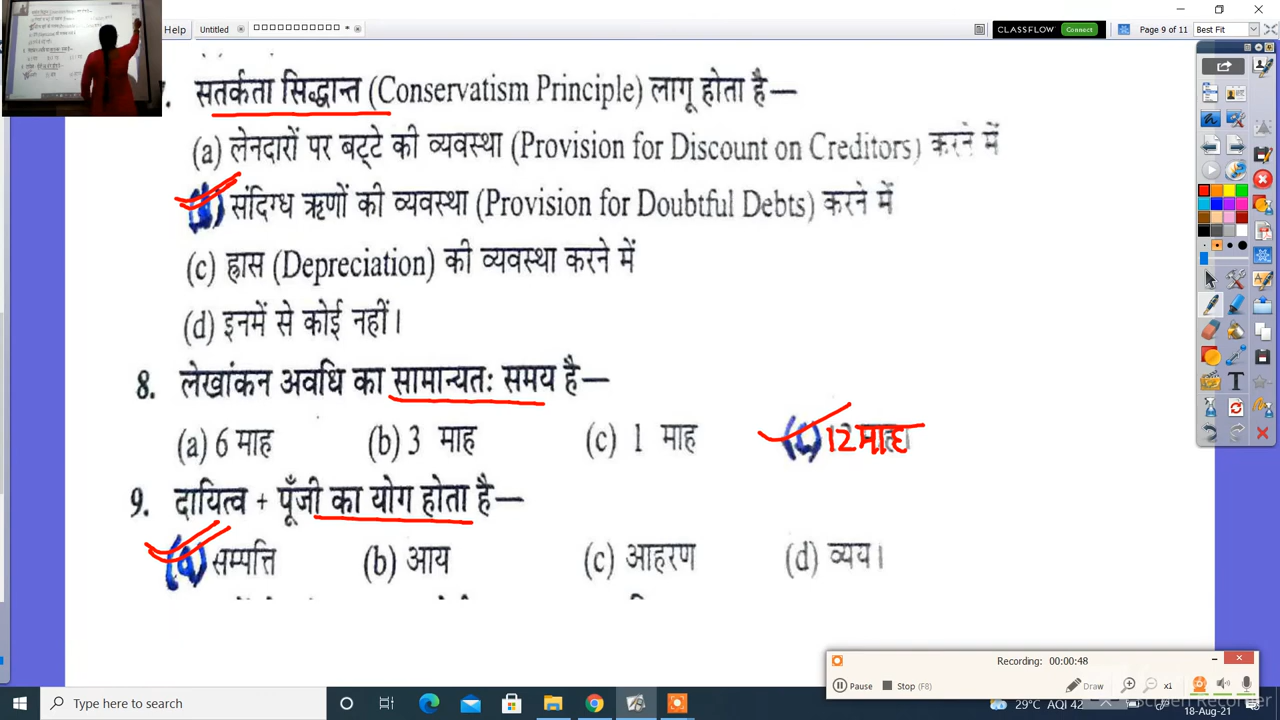 Help
Untitled
CLASSFLOW Connect Page 9 of 11 Best Fit
सतर्कता सिद्धान्त (Conservatism Principle) लागू होता है—
(a) लेनदारों पर बट्टे की व्यवस्था (Provision for Discount on Creditors) करने में
संदिग्ध ऋणों की व्यवस्था (Provision for Doubtful Debts) करने में
(c) ह्रास (Depreciation) की व्यवस्था करने में
(d) इनमें से कोई नहीं।
8. लेखांकन अवधि का सामान्यतः समय है—
(a) 6 माह (b) 3 माह (c) 1 माह 12 माह
9. दायित्व + पूँजी का योग होता है—
(a) सम्पत्ति (b) आय (c) आहरण (d) व्यय।
Recording: 00:00:48
Pause Stop (F8) Draw x1
Type here to search
29°C AQI 42
18-Aug-21